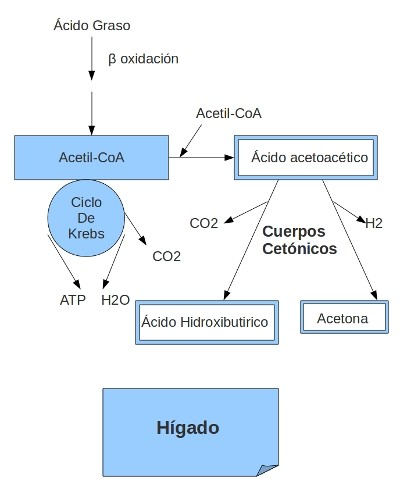 Ácido Graso
β oxidación
Acetil-CoA
Acetil-CoA
Ácido acetoacético
Ciclo
De
Krebs
CO2
H2
Cuerpos
Cetónicos
CO2
ATP
H2O
Ácido Hidroxibutirico
Acetona
Hígado